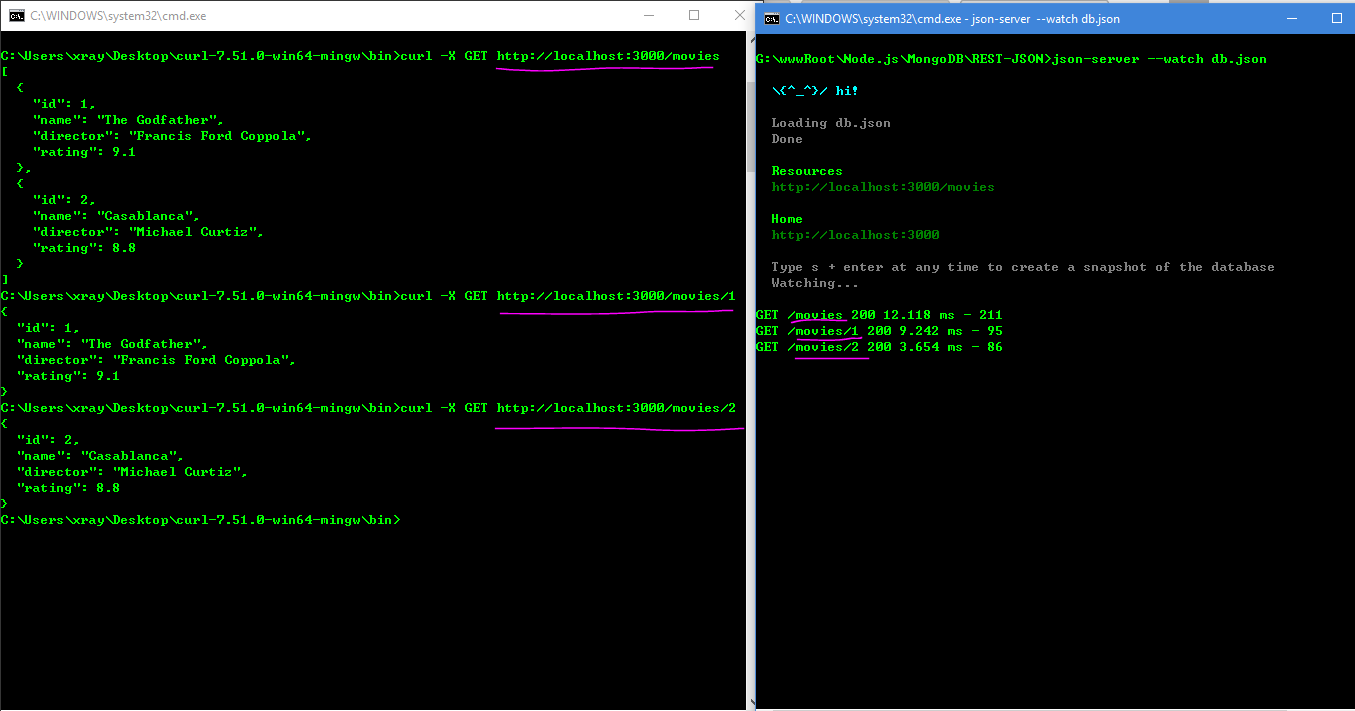 C:\WINDOWS\system32\cmd.exe
C:\Users\xray\Desktop\curl-7.51.0-win64-mingw\bin>curl -X GET http://localhost:3000/movies
[
  {
    "id": 1,
    "name": "The Godfather",
    "director": "Francis Ford Coppola",
    "rating": 9.1
  },
  {
    "id": 2,
    "name": "Casablanca",
    "director": "Michael Curtiz",
    "rating": 8.8
  }
]
C:\Users\xray\Desktop\curl-7.51.0-win64-mingw\bin>curl -X GET http://localhost:3000/movies/1
{
  "id": 1,
  "name": "The Godfather",
  "director": "Francis Ford Coppola",
  "rating": 9.1
}
C:\Users\xray\Desktop\curl-7.51.0-win64-mingw\bin>curl -X GET http://localhost:3000/movies/2
{
  "id": 2,
  "name": "Casablanca",
  "director": "Michael Curtiz",
  "rating": 8.8
}
C:\Users\xray\Desktop\curl-7.51.0-win64-mingw\bin>
C:\WINDOWS\system32\cmd.exe - json-server --watch db.json
G:\wwwRoot\Node.js\MongoDB\REST-JSON>json-server --watch db.json
\{^_^}/ hi!
Loading db.json
Done
Resources
http://localhost:3000/movies
Home
http://localhost:3000
Type s + enter at any time to create a snapshot of the database
Watching...
GET /movies 200 12.118 ms - 211
GET /movies/1 200 9.242 ms - 95
GET /movies/2 200 3.654 ms - 86